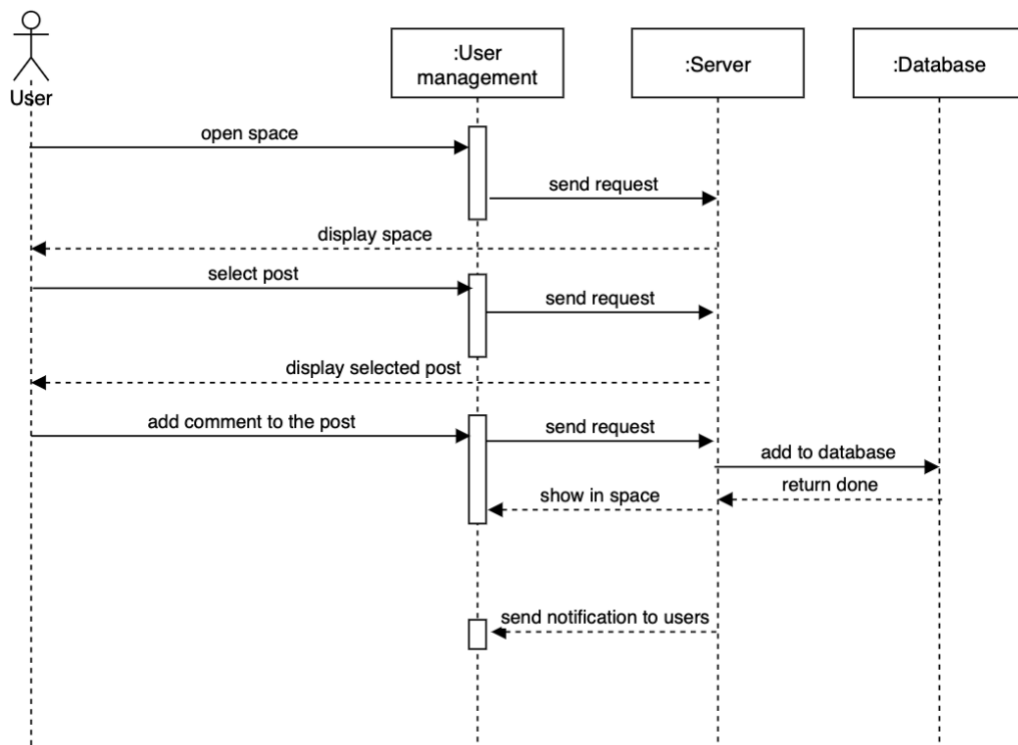 :User
management
:Server
:Database
User
open space
send request
display space
select post
send request
display selected post
add comment to the post
send request
add to database
return done
show in space
send notification to users